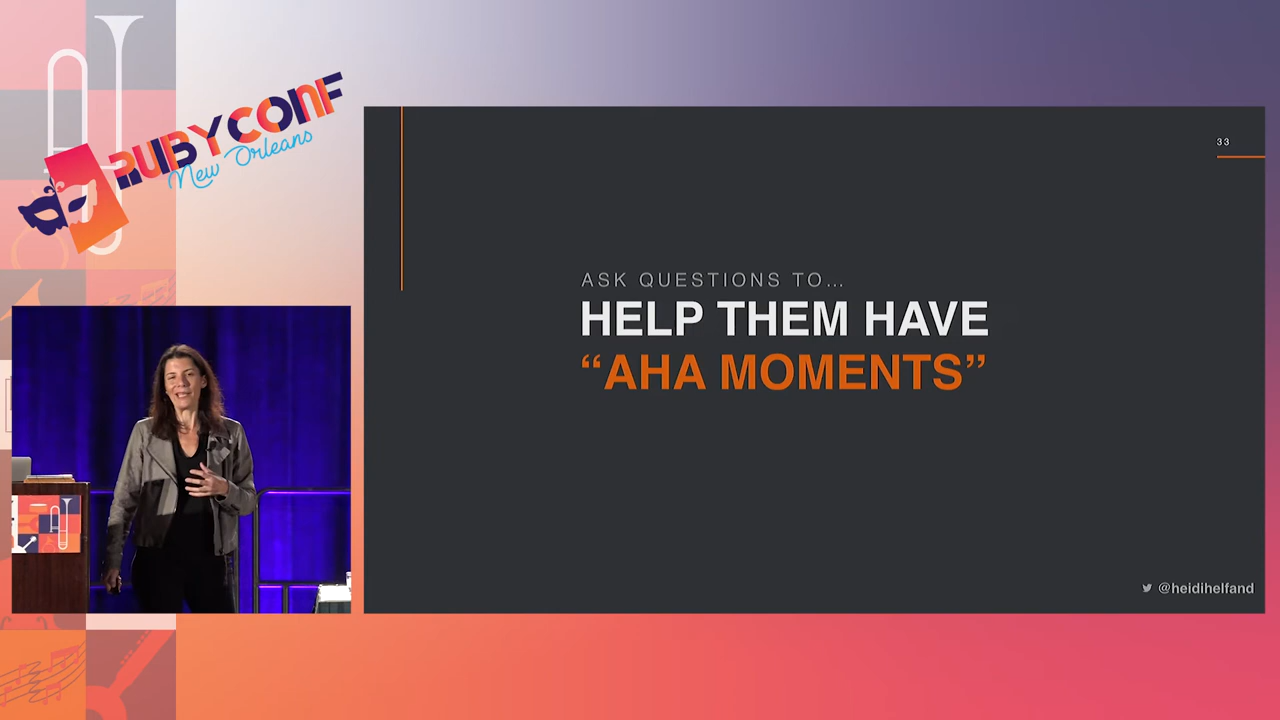 RUBYCONF
New Orleans
33
ASK QUESTIONS TO...
HELP THEM HAVE
“AHA MOMENTS”
@heidihelfand